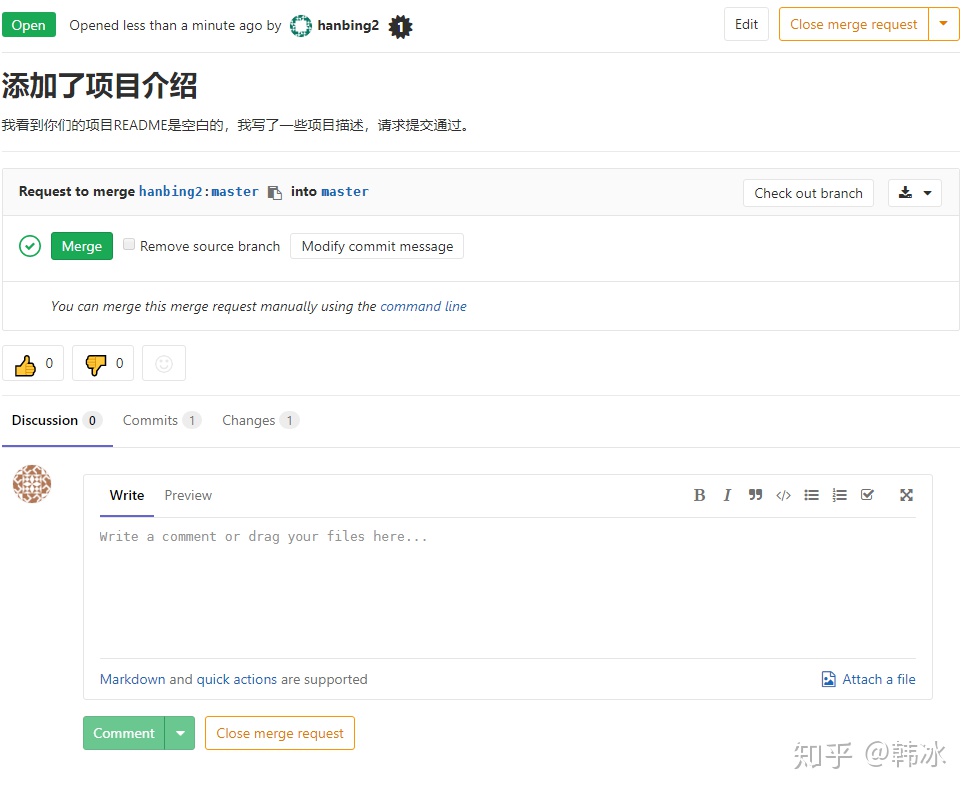 Open Opened less than a minute ago by hanbing2 1 Edit Close merge request
添加了项目介绍
我看到你们的项目README是空白的，我写了一些项目描述，请求提交通过。
Request to merge hanbing2:master into master Check out branch
Merge Remove source branch Modify commit message
You can merge this merge request manually using the command line
0 0
Discussion 0 Commits 1 Changes 1
Write Preview
Write a comment or drag your files here...
Markdown and quick actions are supported Attach a file
Comment Close merge request
知乎 @韩冰